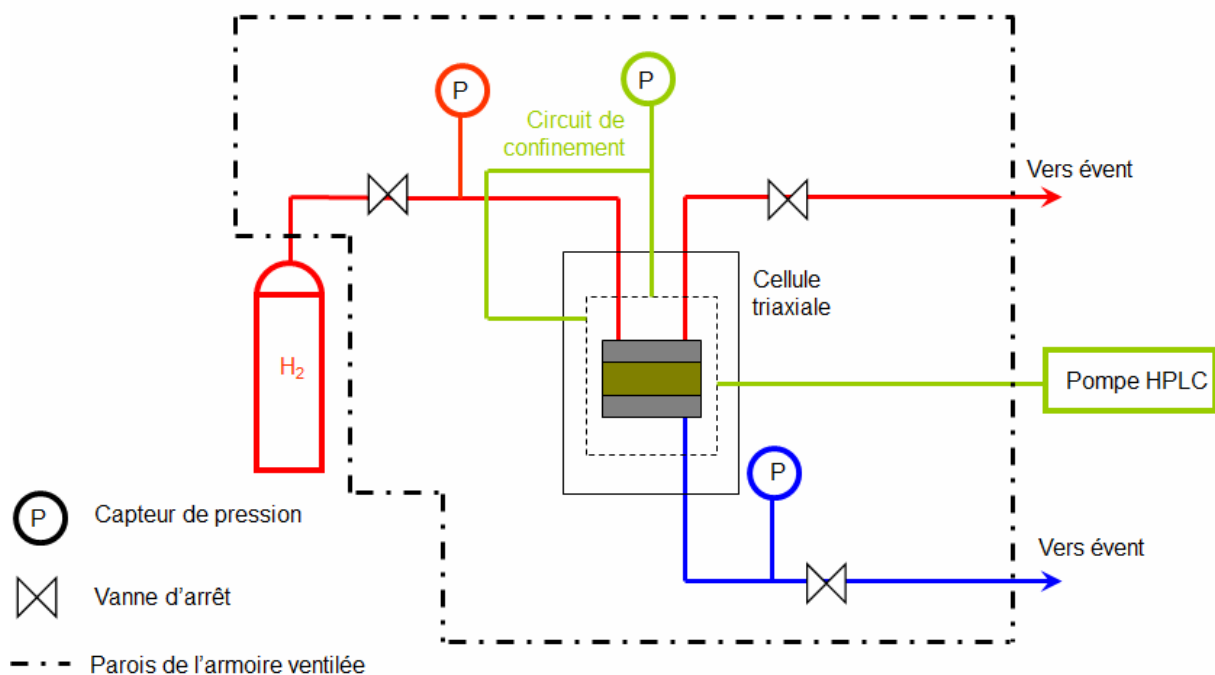 P
P
Circuit de
confinement
Vers évent
Cellule
triaxiale
H₂
Pompe HPLC
P
P
Capteur de pression
Vers évent
Vanne d'arrêt
Parois de l'armoire ventilée